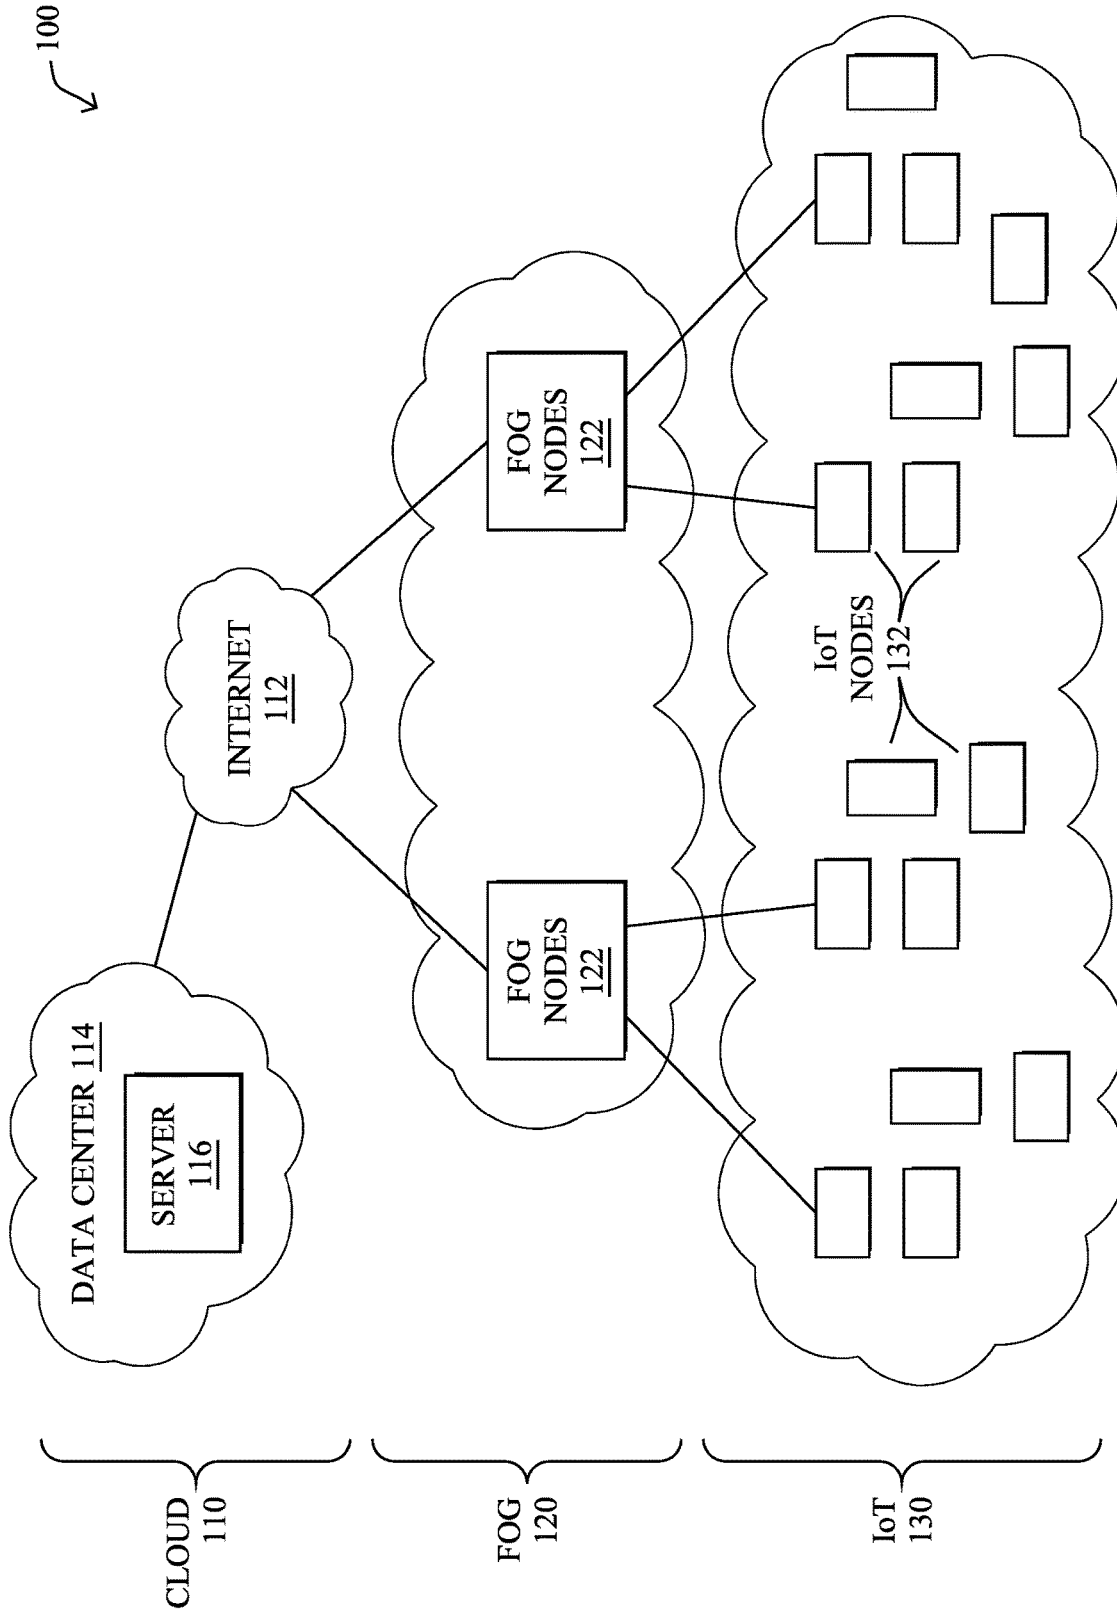 100
CLOUD
110
DATA CENTER 114
SERVER
116
INTERNET
112
FOG
120
FOG
NODES
122
FOG
NODES
122
IoT
130
IoT
NODES
132